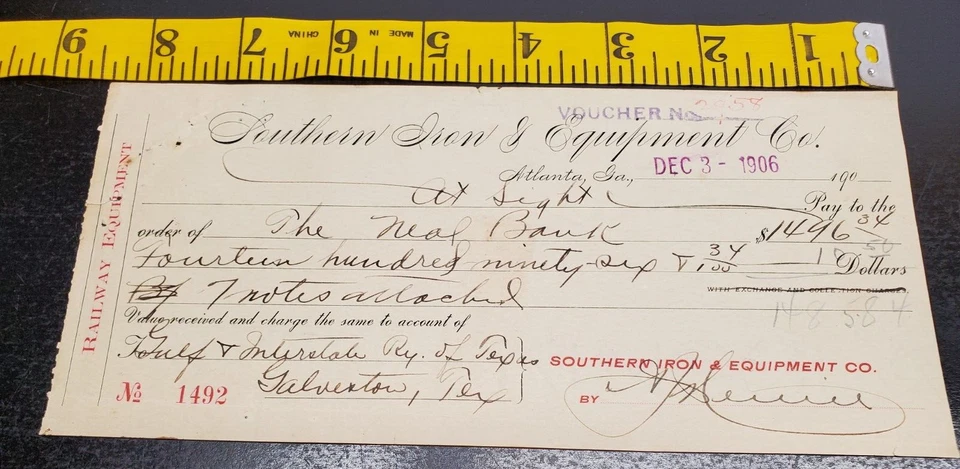 9 8 7 CHINA MADE IN 6 5 4 3 2 1
VOUCHER No. 2958
Southern Iron & Equipment Co.
Atlanta, Ga., DEC 3 - 1906 190
At Sight Pay to the
order of The Neal Bank $1496 34
Fourteen hundred ninety-six & 34/100 Dollars
WITH EXCHANGE AND COLLECTION CHARGES
7 notes attached
148584
Value received and charge the same to account of
To Gulf & Interstate Ry. of Texas
Galveston, Tex
SOUTHERN IRON & EQUIPMENT CO.
BY
No 1492
RAILWAY EQUIPMENT